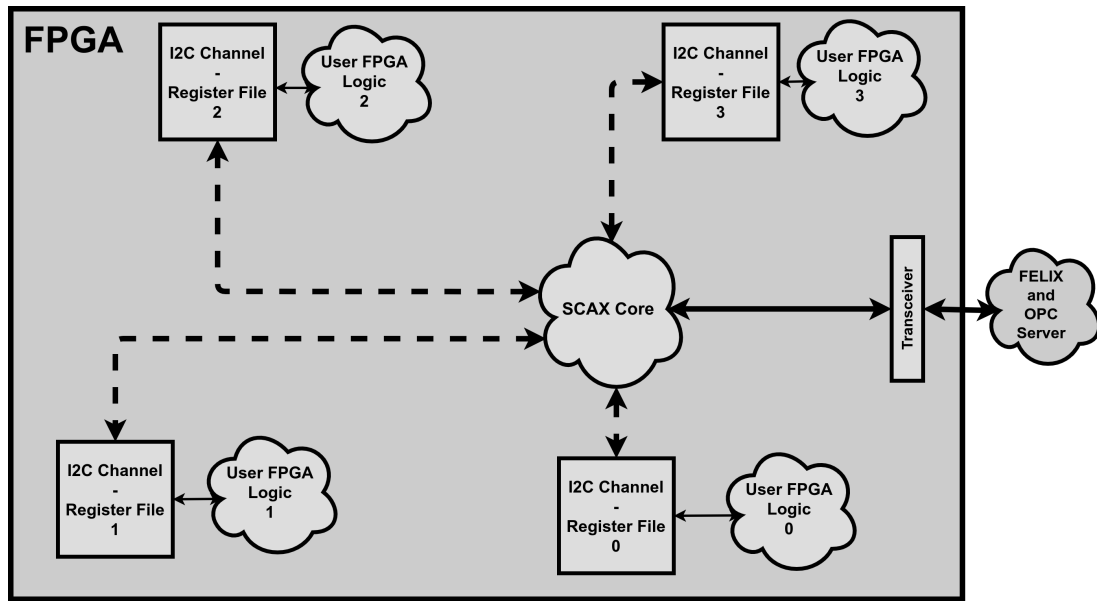 FPGA
I2C Channel
-
Register File
2
User FPGA
Logic
2
I2C Channel
-
Register File
3
User FPGA
Logic
3
SCAX Core
Transceiver
FELIX
and
OPC
Server
I2C Channel
-
Register File
1
User FPGA
Logic
1
I2C Channel
-
Register File
0
User FPGA
Logic
0